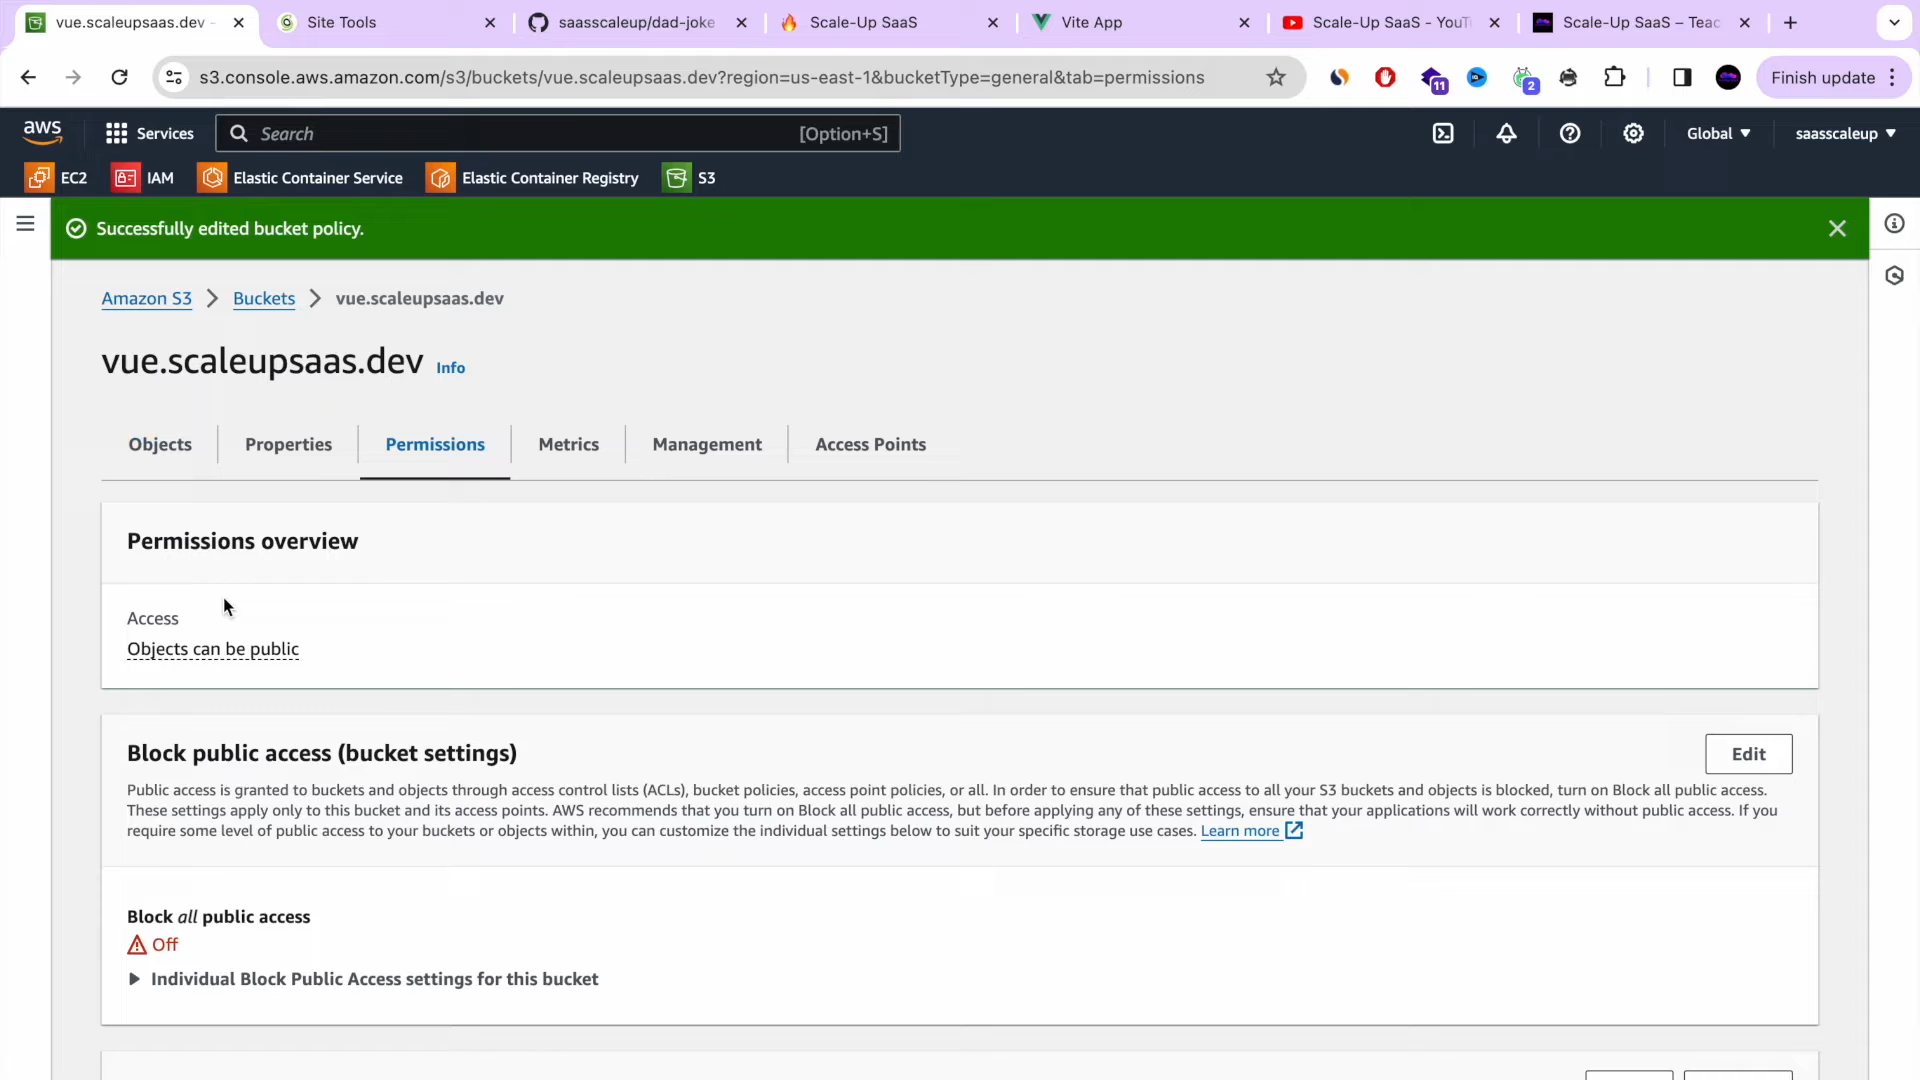 vue.scaleupsaas.dev -
Site Tools
saasscaleup/dad-joke
Scale-Up SaaS
Vite App
Scale-Up SaaS - YouTu
Scale-Up SaaS – Teac
s3.console.aws.amazon.com/s3/buckets/vue.scaleupsaas.dev?region=us-east-1&bucketType=general&tab=permissions
11
2
Finish update
aws
Services
Search
[Option+S]
Global
saasscaleup
EC2
IAM
Elastic Container Service
Elastic Container Registry
S3
Successfully edited bucket policy.
Amazon S3
Buckets
vue.scaleupsaas.dev
vue.scaleupsaas.dev Info
Objects
Properties
Permissions
Metrics
Management
Access Points
Permissions overview
Access
Objects can be public
Block public access (bucket settings)
Edit
Public access is granted to buckets and objects through access control lists (ACLs), bucket policies, access point policies, or all. In order to ensure that public access to all your S3 buckets and objects is blocked, turn on Block all public access.
These settings apply only to this bucket and its access points. AWS recommends that you turn on Block all public access, but before applying any of these settings, ensure that your applications will work correctly without public access. If you
require some level of public access to your buckets or objects within, you can customize the individual settings below to suit your specific storage use cases. Learn more
Block all public access
Off
Individual Block Public Access settings for this bucket